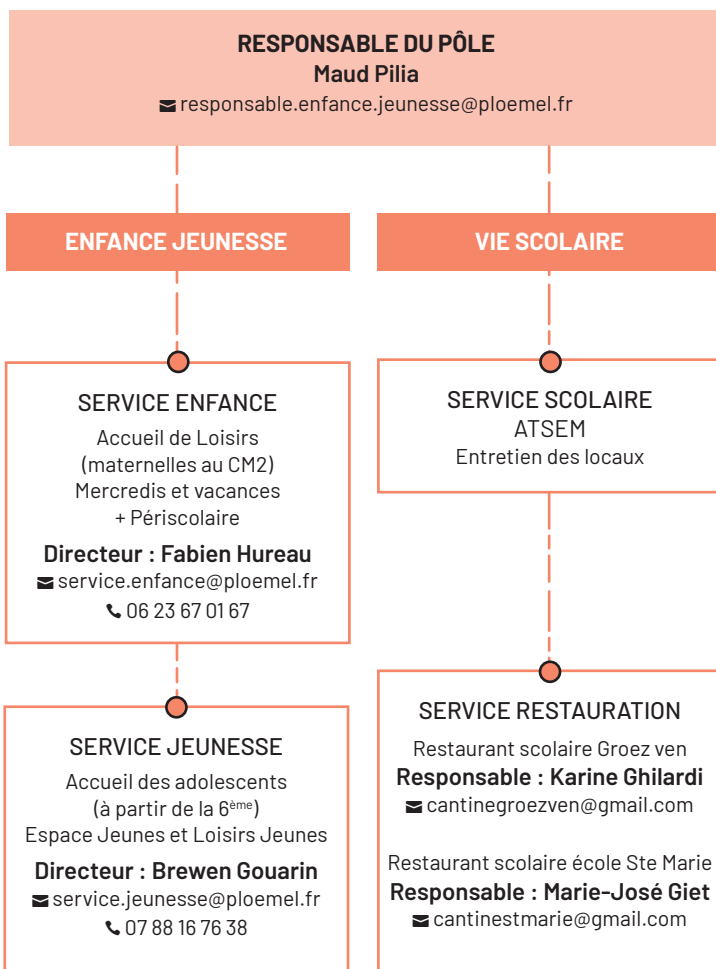 RESPONSABLE DU PÔLE
Maud Pilia
responsable.enfance.jeunesse@ploemel.fr
ENFANCE JEUNESSE
SERVICE ENFANCE
Accueil de Loisirs
(maternelles au CM2)
Mercredis et vacances
+ Périscolaire
Directeur : Fabien Hureau
service.enfance@ploemel.fr
06 23 67 01 67
SERVICE JEUNESSE
Accueil des adolescents
(à partir de la 6ème)
Espace Jeunes et Loisirs Jeunes
Directeur : Brewen Gouarin
service.jeunesse@ploemel.fr
07 88 16 76 38
VIE SCOLAIRE
SERVICE SCOLAIRE
ATSEM
Entretien des locaux
SERVICE RESTAURATION
Restaurant scolaire Groez ven
Responsable : Karine Ghilardi
cantinegroezven@gmail.com
Restaurant scolaire école Ste Marie
Responsable : Marie-José Giet
cantinestmarie@gmail.com